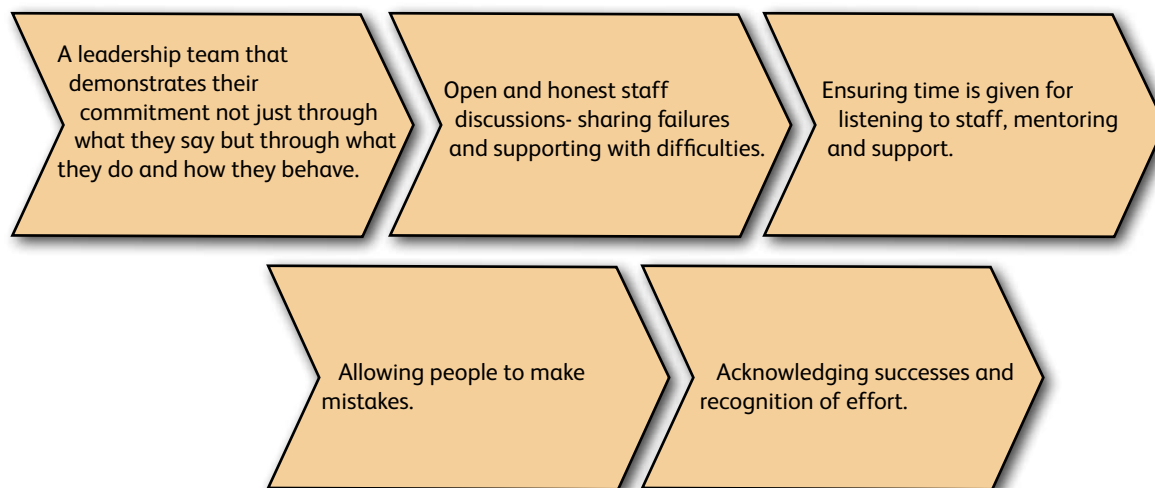 A leadership team that
demonstrates their
commitment not just through
what they say but through what
they do and how they behave.
Open and honest staff
discussions- sharing failures
and supporting with difficulties.
Ensuring time is given for
listening to staff, mentoring
and support.
Allowing people to make
mistakes.
Acknowledging successes and
recognition of effort.